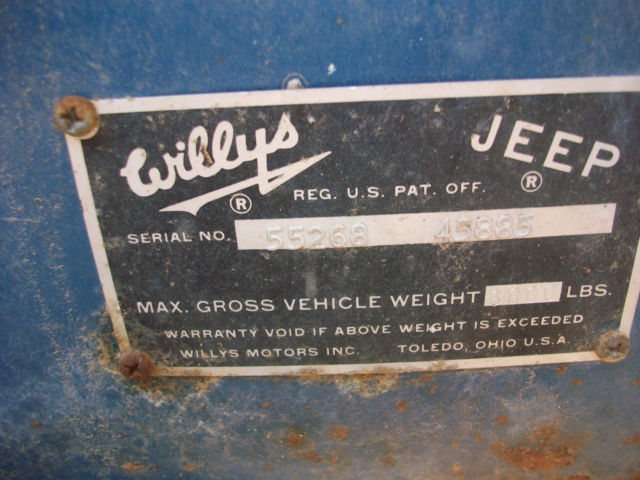 Willys ® JEEP ®
REG. U.S. PAT. OFF.
SERIAL NO. 55268 45885
MAX. GROSS VEHICLE WEIGHT LBS.
WARRANTY VOID IF ABOVE WEIGHT IS EXCEEDED
WILLYS MOTORS INC. TOLEDO, OHIO U.S.A.